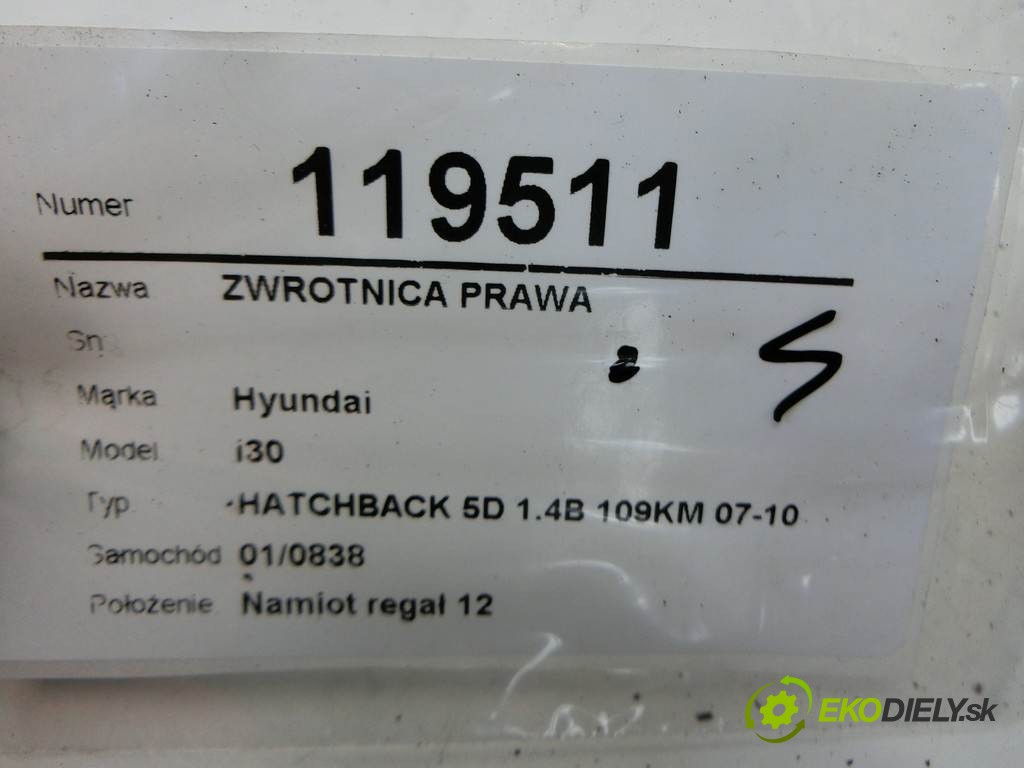 Numer 119511
Nazwa ZWROTNICA PRAWA
Sn
Marka Hyundai
Model i30
Typ -HATCHBACK 5D 1.4B 109KM 07-10
Samochód 01/0838
Położenie Namiot regał 12
EKODIELY.sk